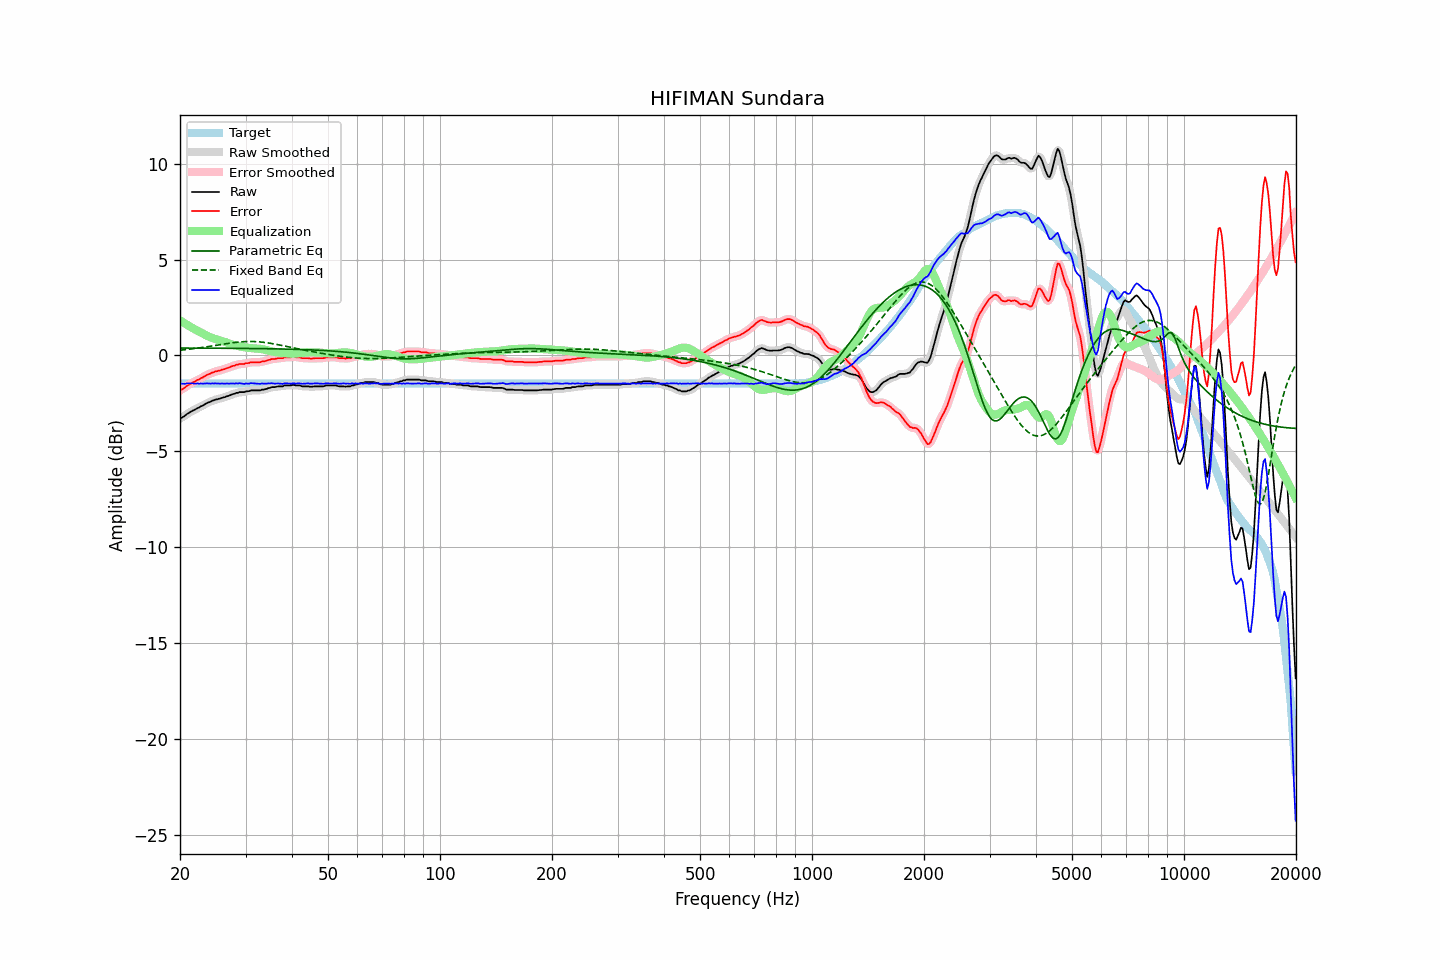 HIFIMAN Sundara
Target
Raw Smoothed
Error Smoothed
Raw
Error
Equalization
Parametric Eq
Fixed Band Eq
Equalized
10
5
0
−5
−10
−15
−20
−25
Amplitude (dBr)
20 50 100 200 500 1000 2000 5000 10000 20000
Frequency (Hz)